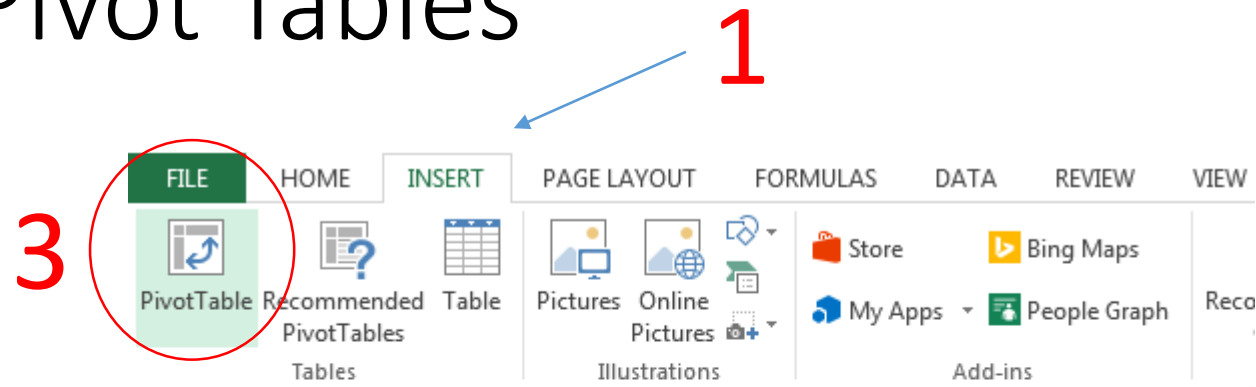 Pivot Tables
1
FILE HOME INSERT PAGE LAYOUT FORMULAS DATA REVIEW VIEW
3
PivotTable Recommended PivotTables Table Pictures Online Pictures
Store Bing Maps
My Apps People Graph
Reco
Tables Illustrations Add-ins